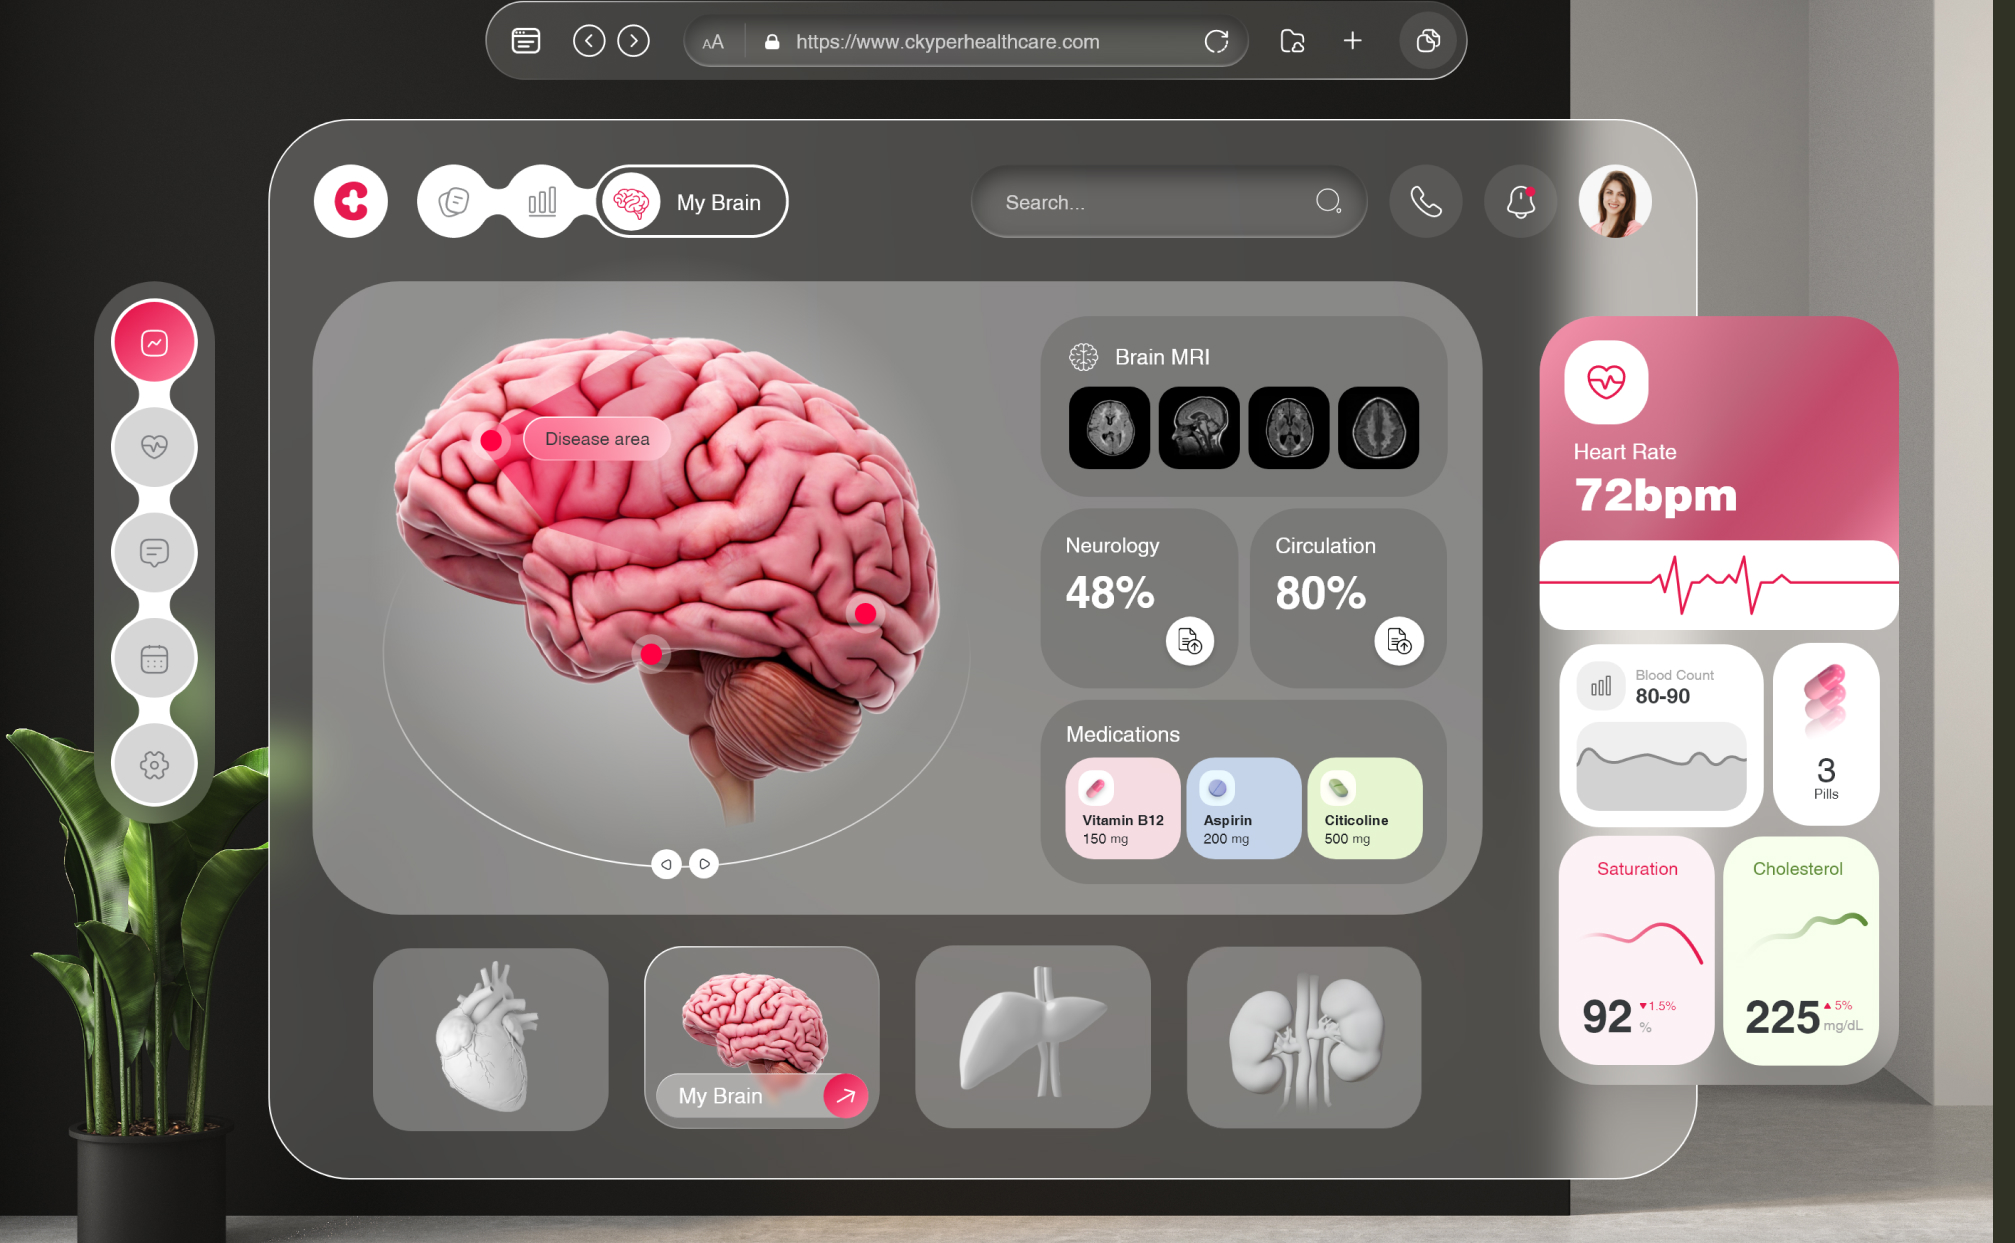 AA
https://www.ckyperhealthcare.com
My Brain
Search...
Disease area
Brain MRI
Neurology
48%
Circulation
80%
Medications
Vitamin B12
150 mg
Aspirin
200 mg
Citicoline
500 mg
My Brain
Heart Rate
72bpm
Blood Count
80-90
3
Pills
Saturation
92 ▼1.5%
%
Cholesterol
225 ▲5%
mg/dL